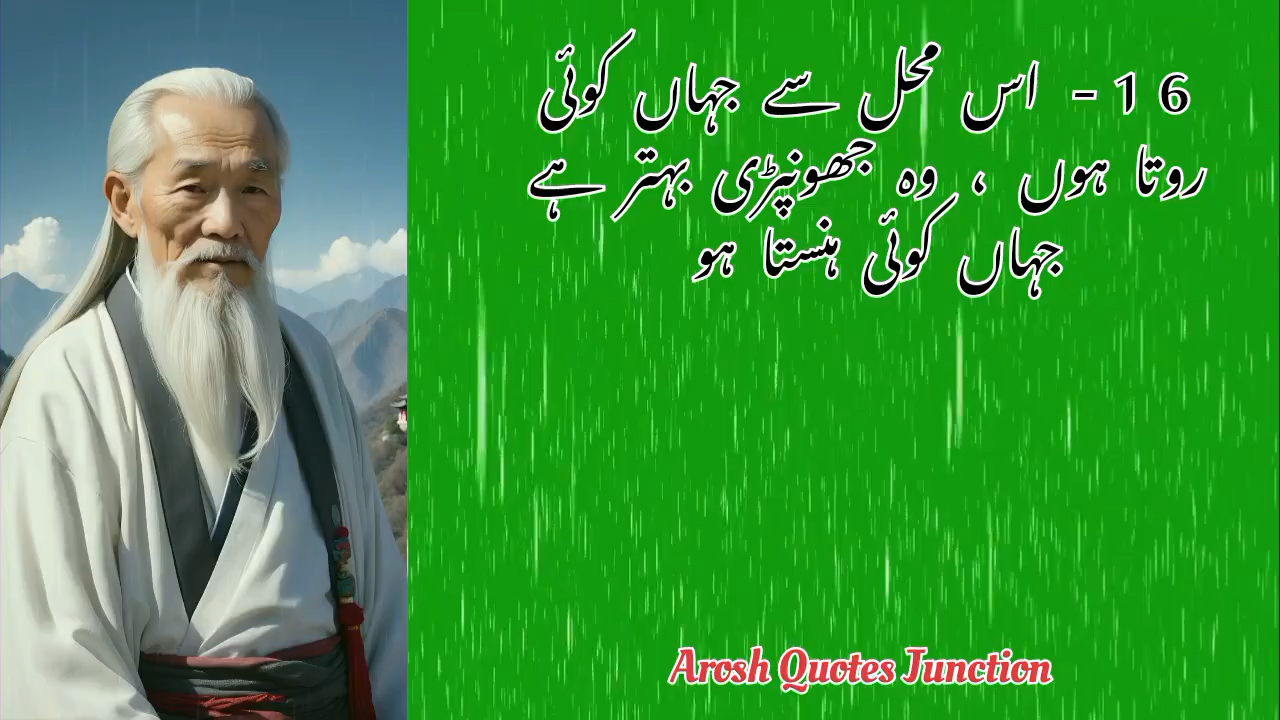 16- اس محل سے جہاں کوئی
روتا ہوں ، وہ جھونپڑی بہتر ہے
جہاں کوئی ہنستا ہو
Arosh Quotes Junction